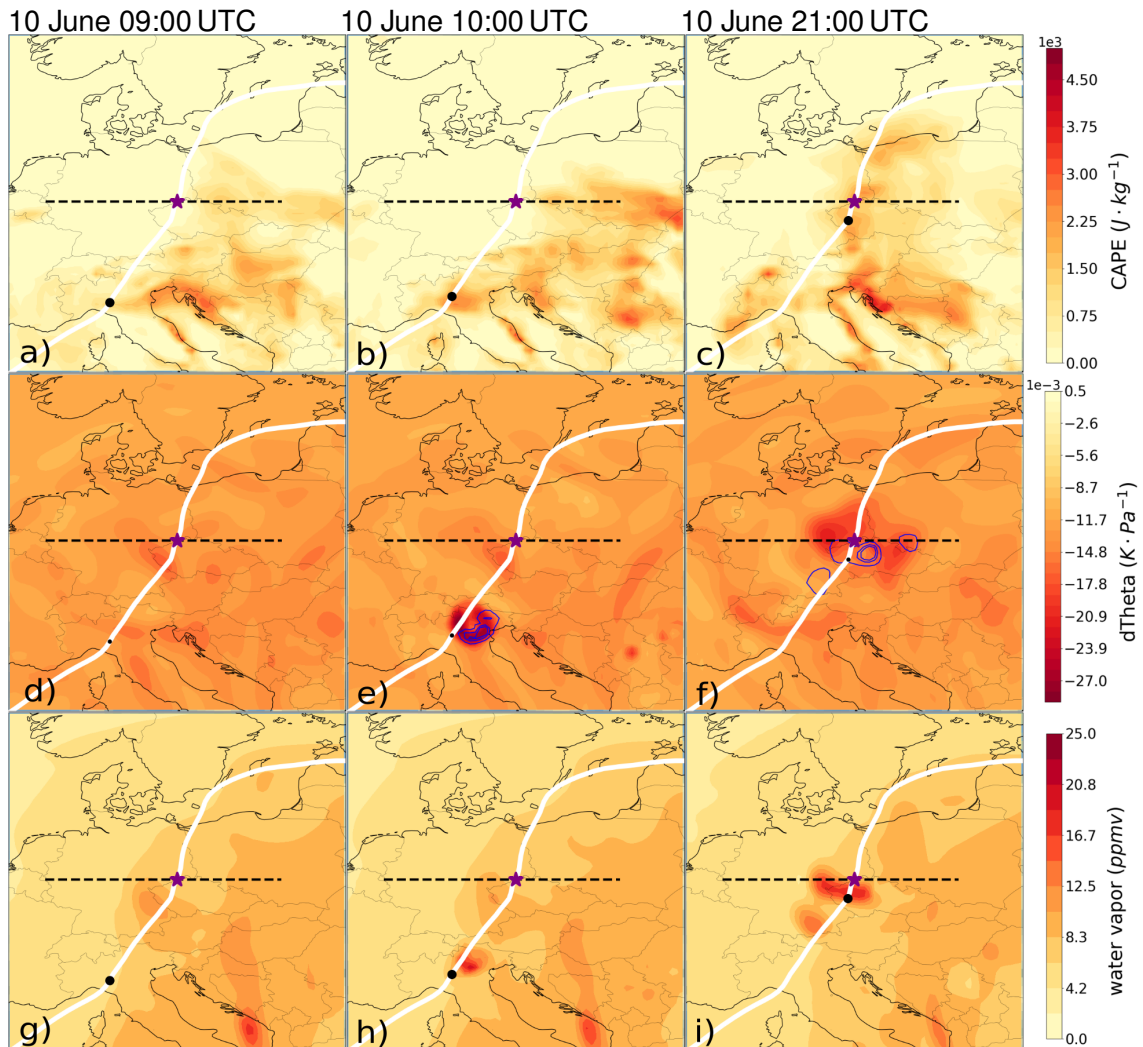 10 June 09:00 UTC 10 June 10:00 UTC 10 June 21:00 UTC
1e3
4.50
3.75
3.00
2.25
1.50
0.75
0.00
CAPE (J · kg⁻¹)
a) b) c)
1e−3
0.5
−2.6
−5.6
−8.7
−11.7
−14.8
−17.8
−20.9
−23.9
−27.0
dTheta (K · Pa⁻¹)
d) e) f)
25.0
20.8
16.7
12.5
8.3
4.2
0.0
water vapor (ppmv)
g) h) i)